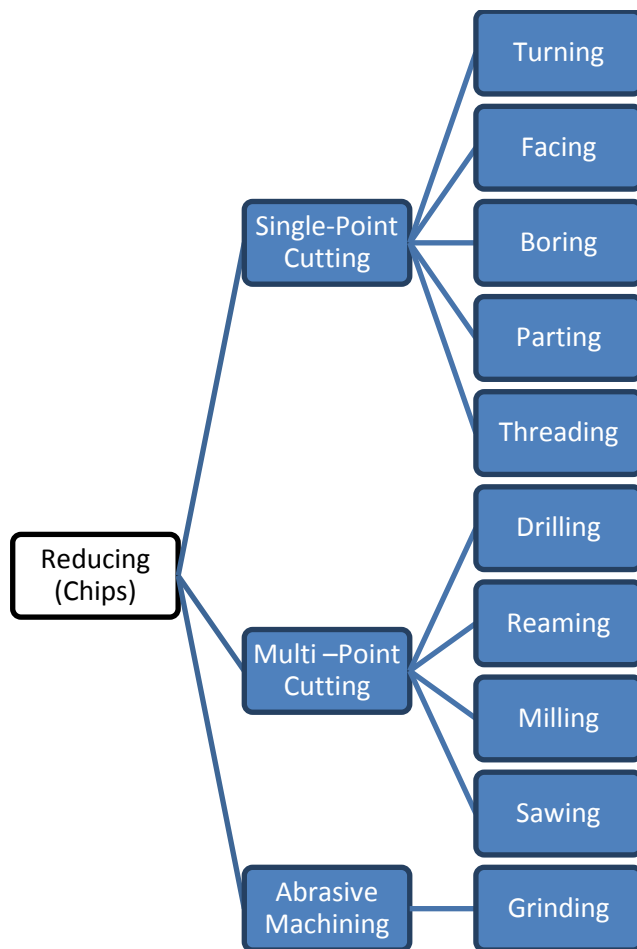 Reducing
(Chips)
Single-Point
Cutting
Turning
Facing
Boring
Parting
Threading
Multi –Point
Cutting
Drilling
Reaming
Milling
Sawing
Abrasive
Machining
Grinding